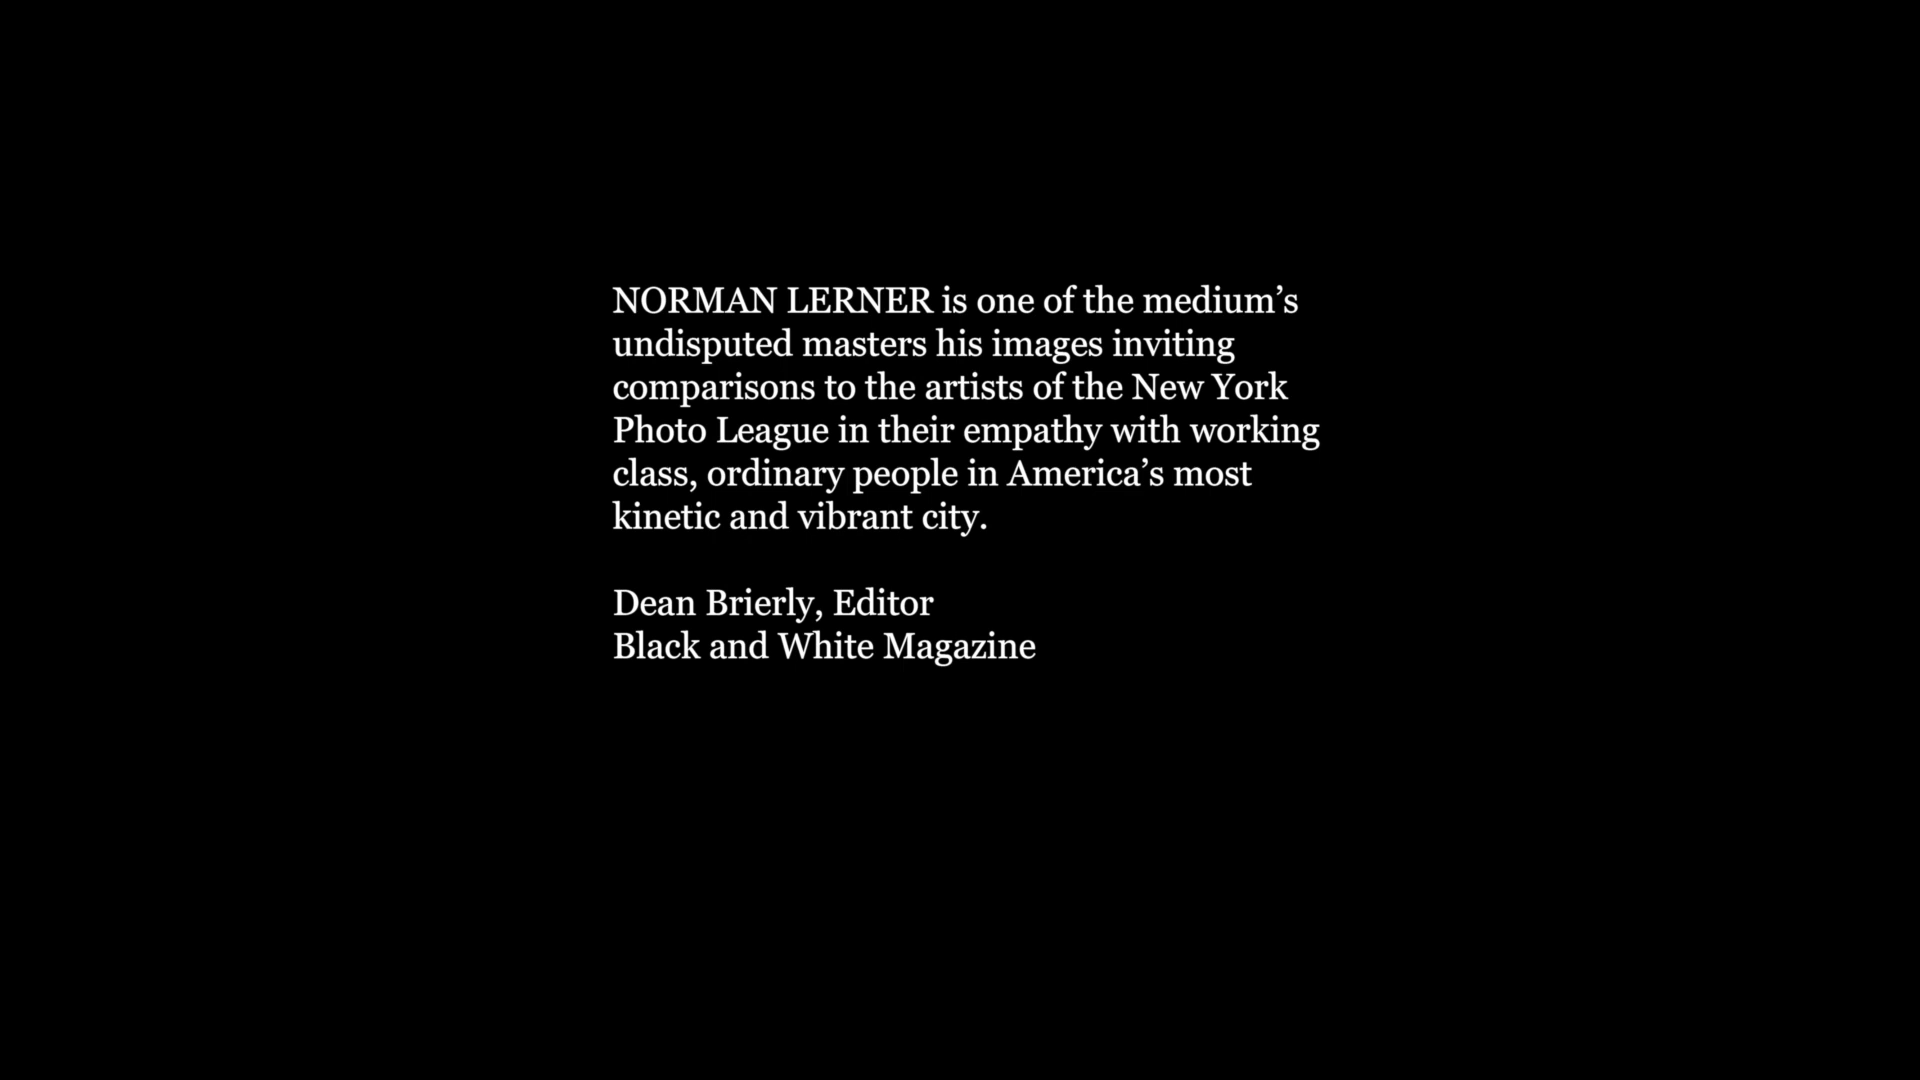 NORMAN LERNER is one of the medium’s
undisputed masters his images inviting
comparisons to the artists of the New York
Photo League in their empathy with working
class, ordinary people in America’s most
kinetic and vibrant city.
Dean Brierly, Editor
Black and White Magazine